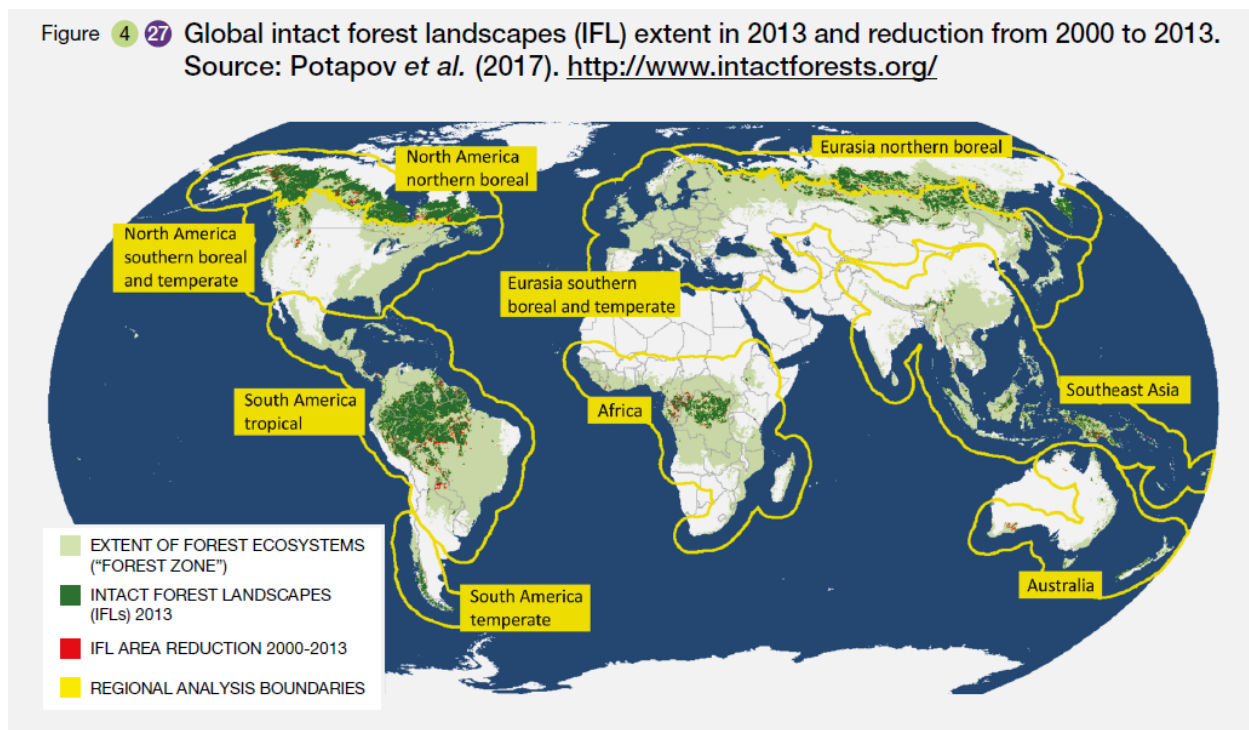 Figure 4 27 Global intact forest landscapes (IFL) extent in 2013 and reduction from 2000 to 2013.
Source: Potapov et al. (2017). http://www.intactforests.org/
North America
northern boreal
Eurasia northern boreal
North America
southern boreal
and temperate
Eurasia southern
boreal and temperate
South America
tropical
Africa
Southeast Asia
Australia
South America
temperate
EXTENT OF FOREST ECOSYSTEMS
("FOREST ZONE")
INTACT FOREST LANDSCAPES
(IFLs) 2013
IFL AREA REDUCTION 2000-2013
REGIONAL ANALYSIS BOUNDARIES